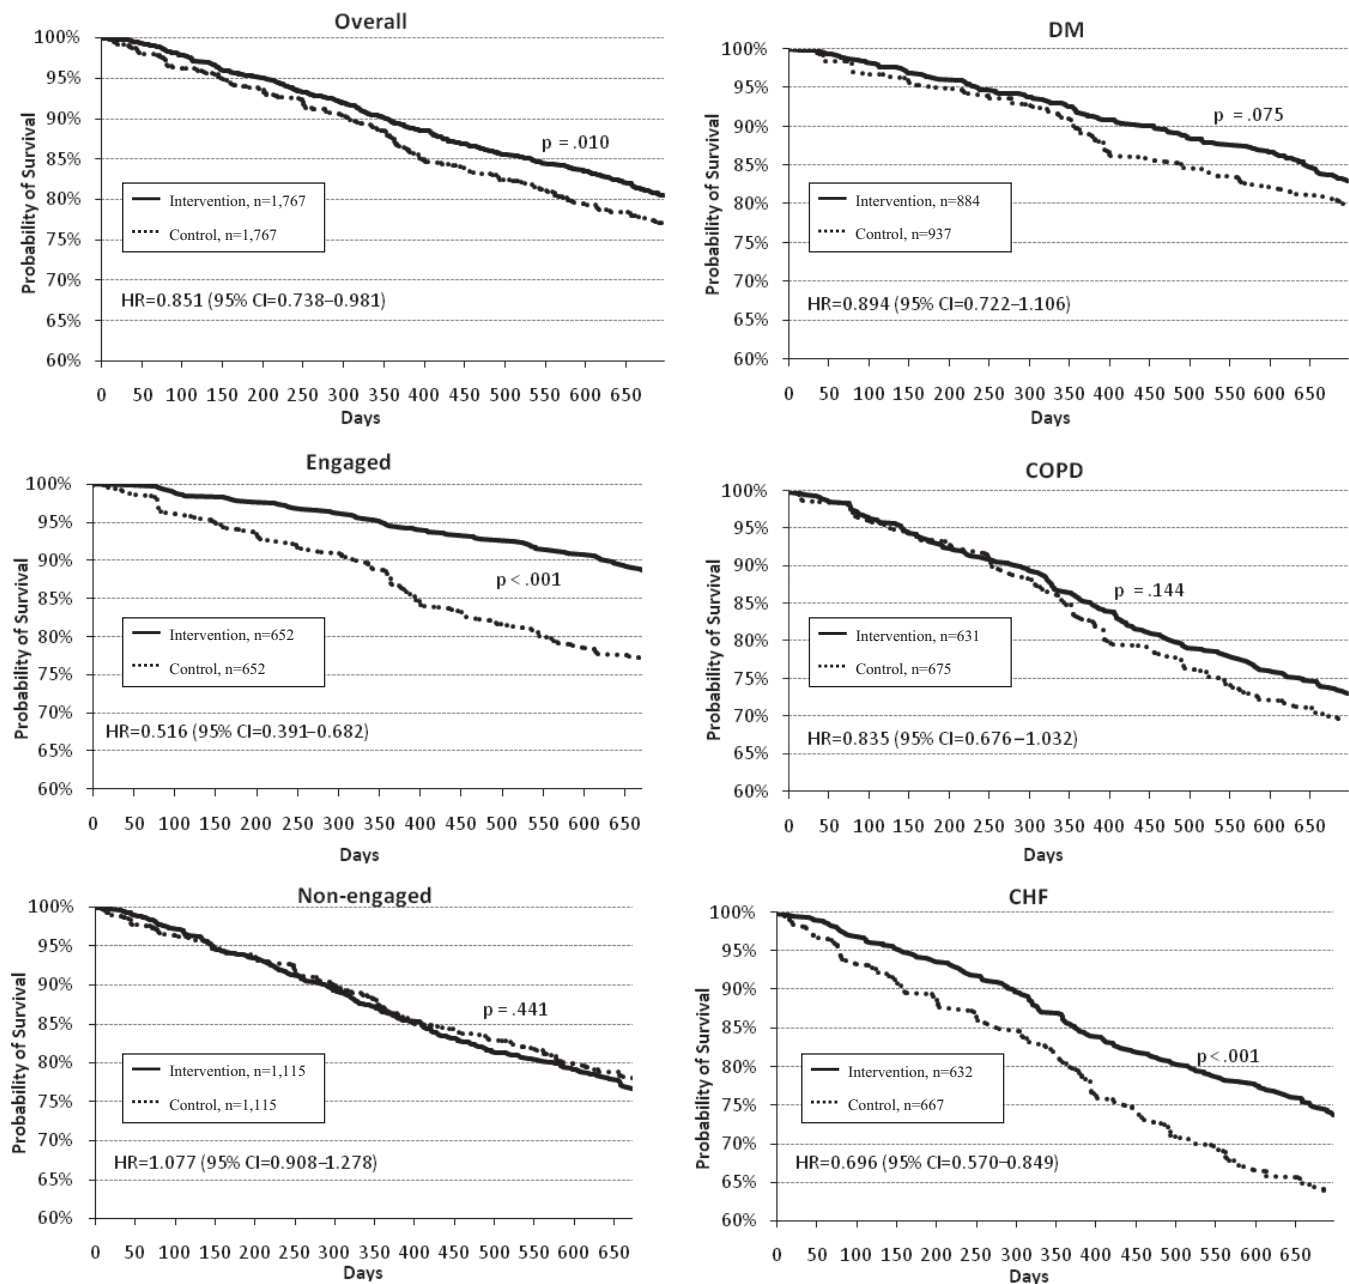 Overall
Probability of Survival
100%
95%
90%
85%
80%
75%
70%
65%
60%
p = .010
Intervention, n=1,767
Control, n=1,767
HR=0.851 (95% CI=0.738–0.981)
0 50 100 150 200 250 300 350 400 450 500 550 600 650
Days
DM
Probability of Survival
100%
95%
90%
85%
80%
75%
70%
65%
60%
p = .075
Intervention, n=884
Control, n=937
HR=0.894 (95% CI=0.722–1.106)
0 50 100 150 200 250 300 350 400 450 500 550 600 650
Days
Engaged
Probability of Survival
100%
95%
90%
85%
80%
75%
70%
65%
60%
p < .001
Intervention, n=652
Control, n=652
HR=0.516 (95% CI=0.391–0.682)
0 50 100 150 200 250 300 350 400 450 500 550 600 650
Days
COPD
Probability of Survival
100%
95%
90%
85%
80%
75%
70%
65%
60%
p = .144
Intervention, n=631
Control, n=675
HR=0.835 (95% CI=0.676–1.032)
0 50 100 150 200 250 300 350 400 450 500 550 600 650
Days
Non-engaged
Probability of Survival
100%
95%
90%
85%
80%
75%
70%
65%
60%
p = .441
Intervention, n=1,115
Control, n=1,115
HR=1.077 (95% CI=0.908–1.278)
0 50 100 150 200 250 300 350 400 450 500 550 600 650
Days
CHF
Probability of Survival
100%
95%
90%
85%
80%
75%
70%
65%
60%
p < .001
Intervention, n=632
Control, n=667
HR=0.696 (95% CI=0.570–0.849)
0 50 100 150 200 250 300 350 400 450 500 550 600 650
Days